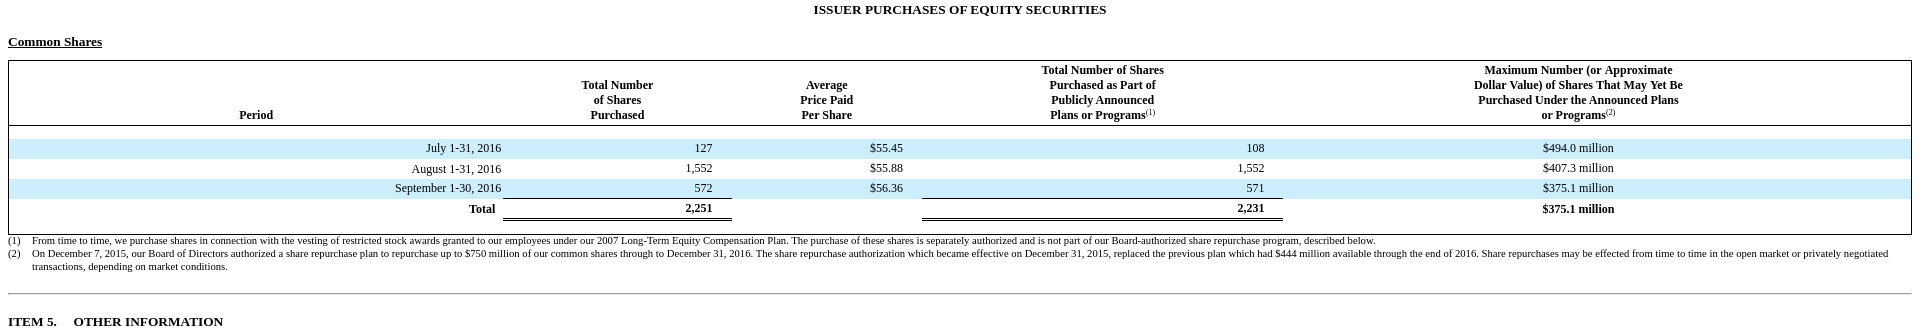 ISSUER PURCHASES OF EQUITY SECURITIES
Common Shares
Period Total Number of Shares Purchased Average Price Paid Per Share Total Number of Shares Purchased as Part of Publicly Announced Plans or Programs(1) Maximum Number (or Approximate Dollar Value) of Shares That May Yet Be Purchased Under the Announced Plans or Programs(2)
July 1-31, 2016 127 $55.45 108 $494.0 million
August 1-31, 2016 1,552 $55.88 1,552 $407.3 million
September 1-30, 2016 572 $56.36 571 $375.1 million
Total 2,251 2,231 $375.1 million
(1) From time to time, we purchase shares in connection with the vesting of restricted stock awards granted to our employees under our 2007 Long-Term Equity Compensation Plan. The purchase of these shares is separately authorized and is not part of our Board-authorized share repurchase program, described below.
(2) On December 7, 2015, our Board of Directors authorized a share repurchase plan to repurchase up to $750 million of our common shares through to December 31, 2016. The share repurchase authorization which became effective on December 31, 2015, replaced the previous plan which had $444 million available through the end of 2016. Share repurchases may be effected from time to time in the open market or privately negotiated
transactions, depending on market conditions.
ITEM 5. OTHER INFORMATION